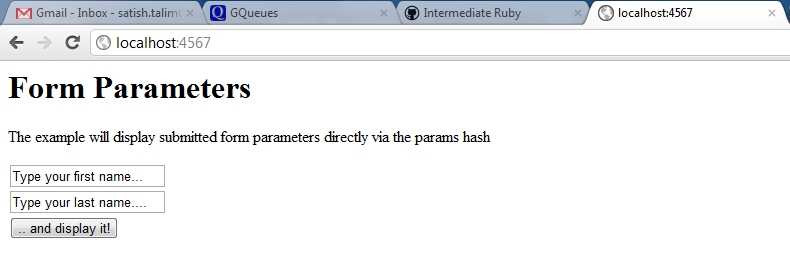 Gmail - Inbox - satish.talim
GQueues
Intermediate Ruby
localhost:4567
localhost:4567
Form Parameters
The example will display submitted form parameters directly via the params hash
Type your first name...
Type your last name....
.. and display it!